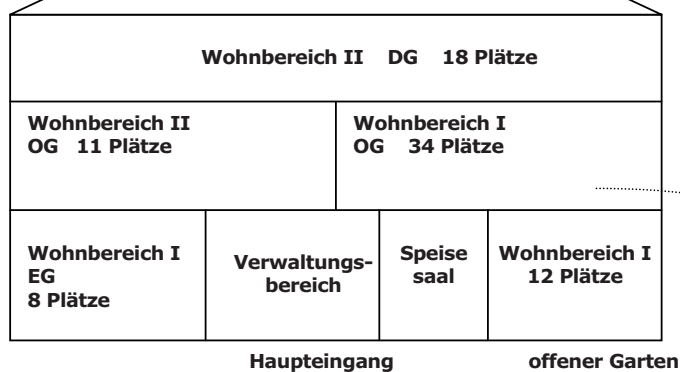 Wohnbereich II DG 18 Plätze
Wohnbereich II
OG 11 Plätze
Wohnbereich I
OG 34 Plätze
Wohnbereich I
EG
8 Plätze
Verwaltungs-
bereich
Speise
saal
Wohnbereich I
12 Plätze
Haupteingang
offener Garten